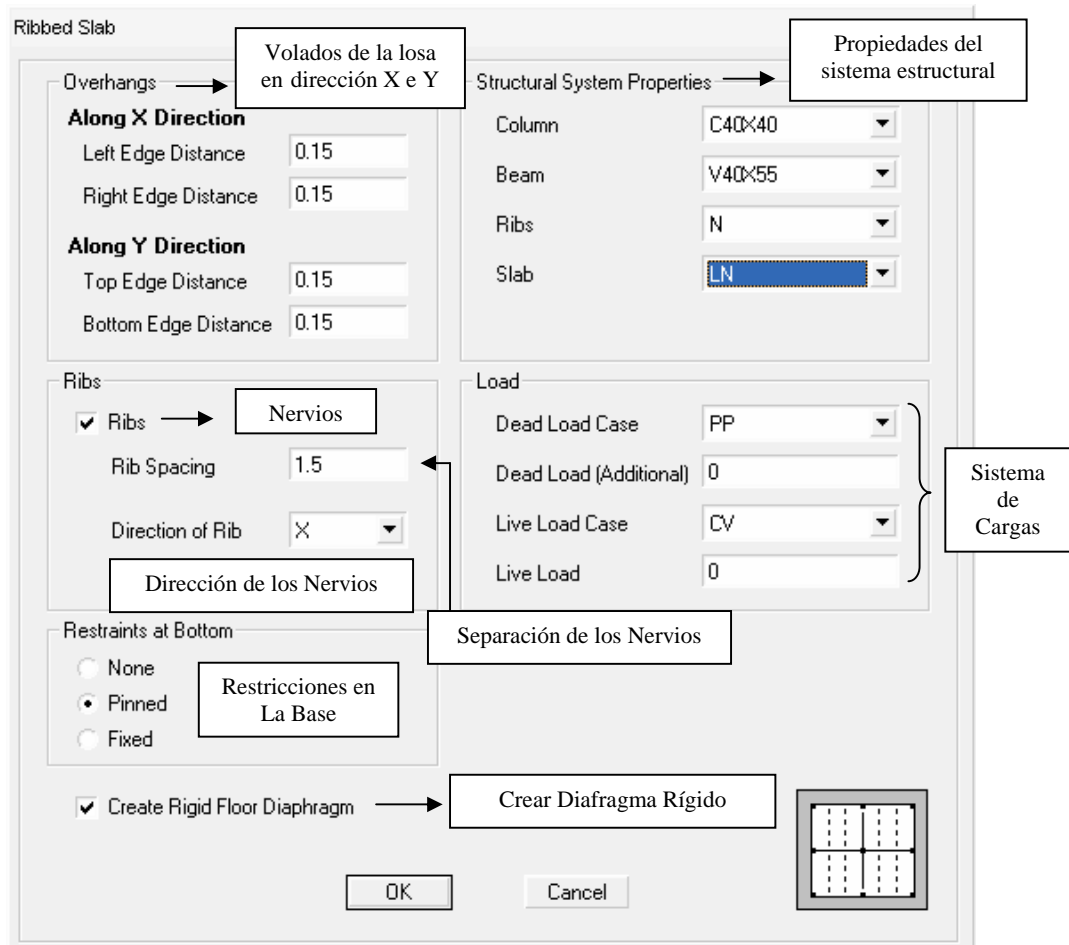 Ribbed Slab
Volados de la losa
en dirección X e Y
Propiedades del
sistema estructural
Overhangs
Along X Direction
Left Edge Distance 0.15
Right Edge Distance 0.15
Along Y Direction
Top Edge Distance 0.15
Bottom Edge Distance 0.15
Structural System Properties
Column C40X40
Beam V40X55
Ribs N
Slab LN
Ribs
Ribs
Nervios
Rib Spacing 1.5
Direction of Rib X
Dirección de los Nervios
Load
Dead Load Case PP
Dead Load (Additional) 0
Live Load Case CV
Live Load 0
Sistema
de
Cargas
Separación de los Nervios
Restraints at Bottom
None
Pinned
Fixed
Restricciones en
La Base
Create Rigid Floor Diaphragm
Crear Diafragma Rígido
OK
Cancel